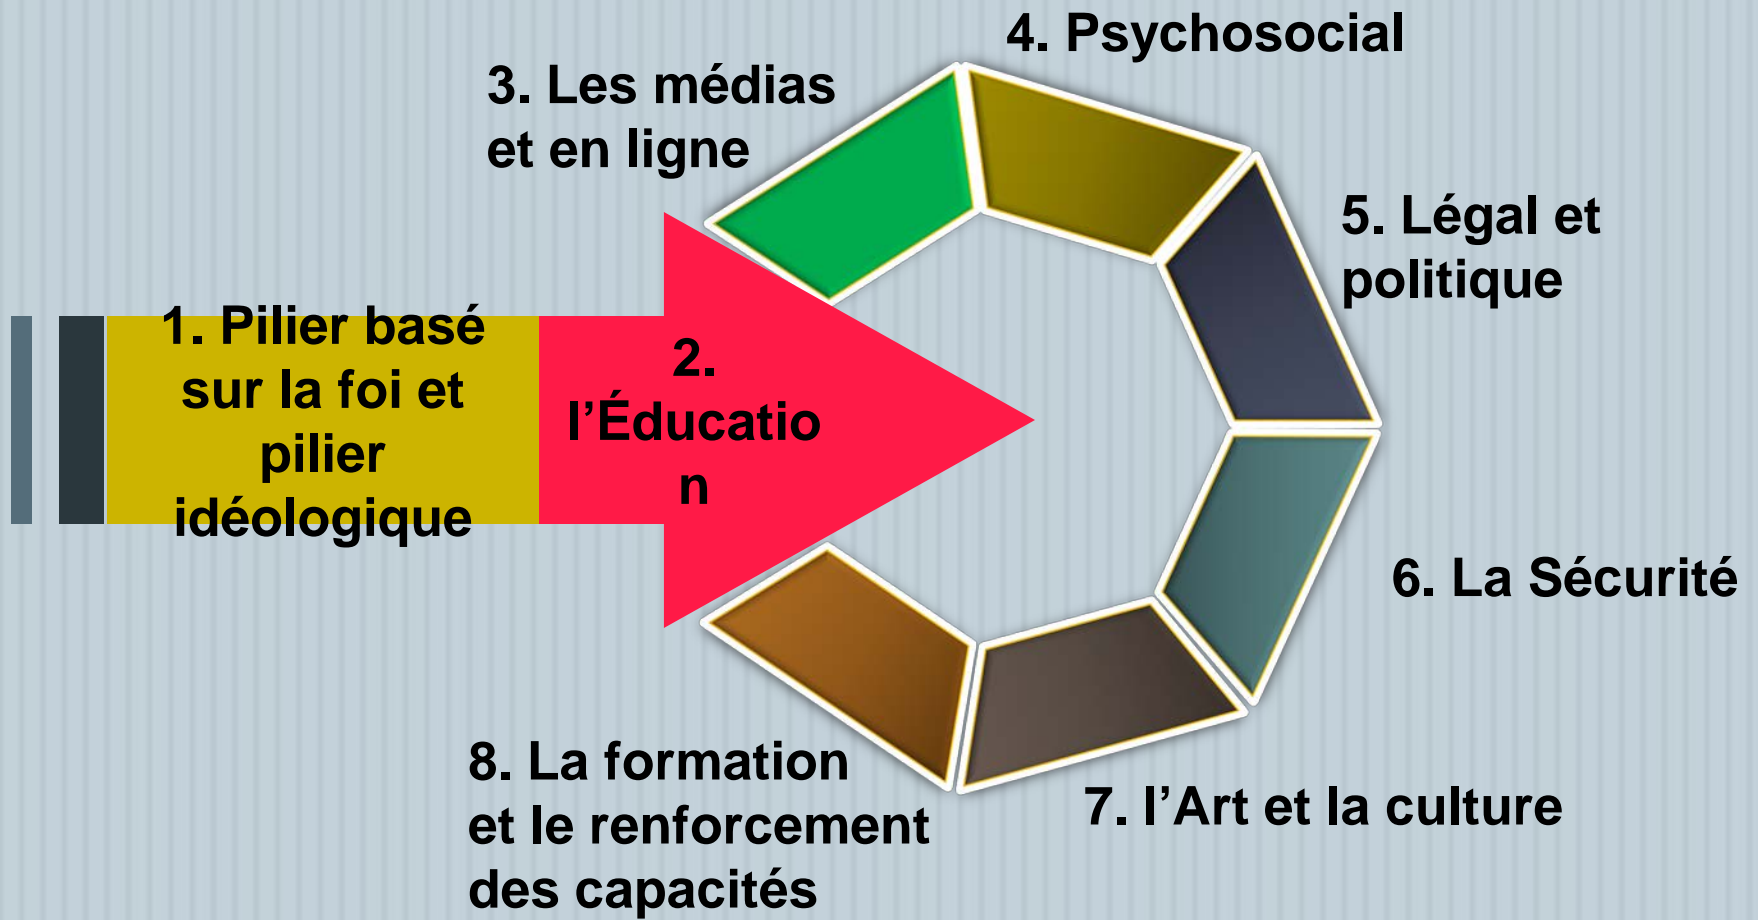 1. Pilier basé
sur la foi et
pilier
idéologique
2.
l’Éducatio
n
3. Les médias
et en ligne
4. Psychosocial
5. Légal et
politique
6. La Sécurité
7. l’Art et la culture
8. La formation
et le renforcement
des capacités